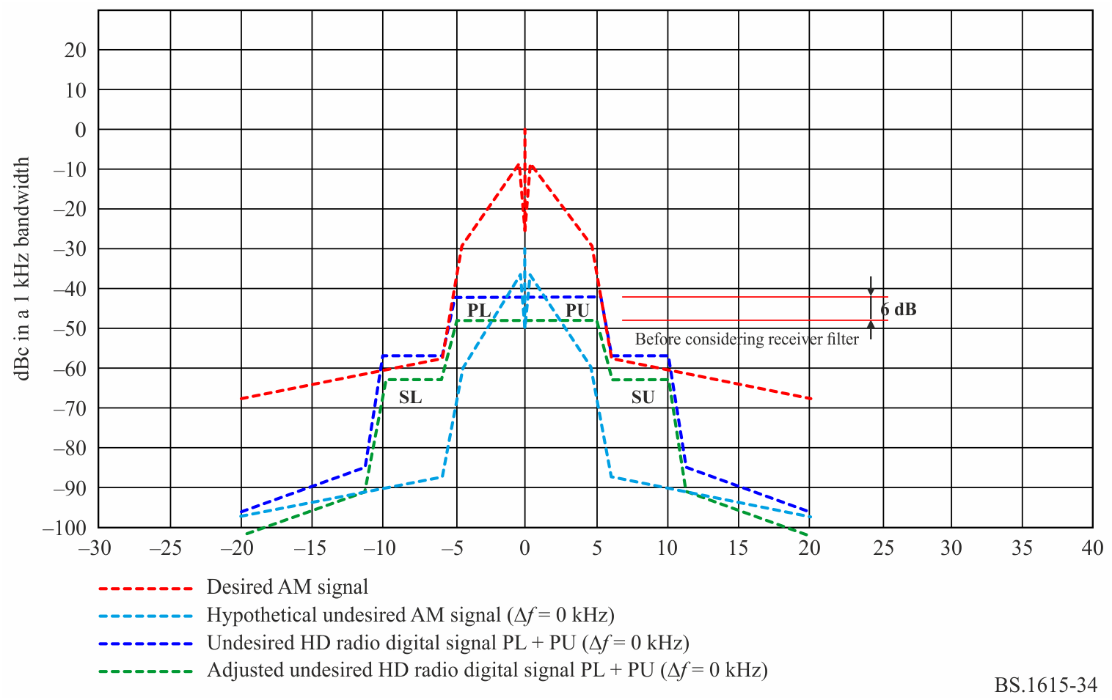 20
10
0
–10
–20
–30
–40
–50
–60
–70
–80
–90
–100
dBc in a 1 kHz bandwidth
PL
PU
6 dB
Before considering receiver filter
SL
SU
–30
–25
–20
–15
–10
–5
0
5
10
15
20
25
30
35
40
Desired AM signal
Hypothetical undesired AM signal (Δf = 0 kHz)
Undesired HD radio digital signal PL + PU (Δf = 0 kHz)
Adjusted undesired HD radio digital signal PL + PU (Δf = 0 kHz)
BS.1615-34